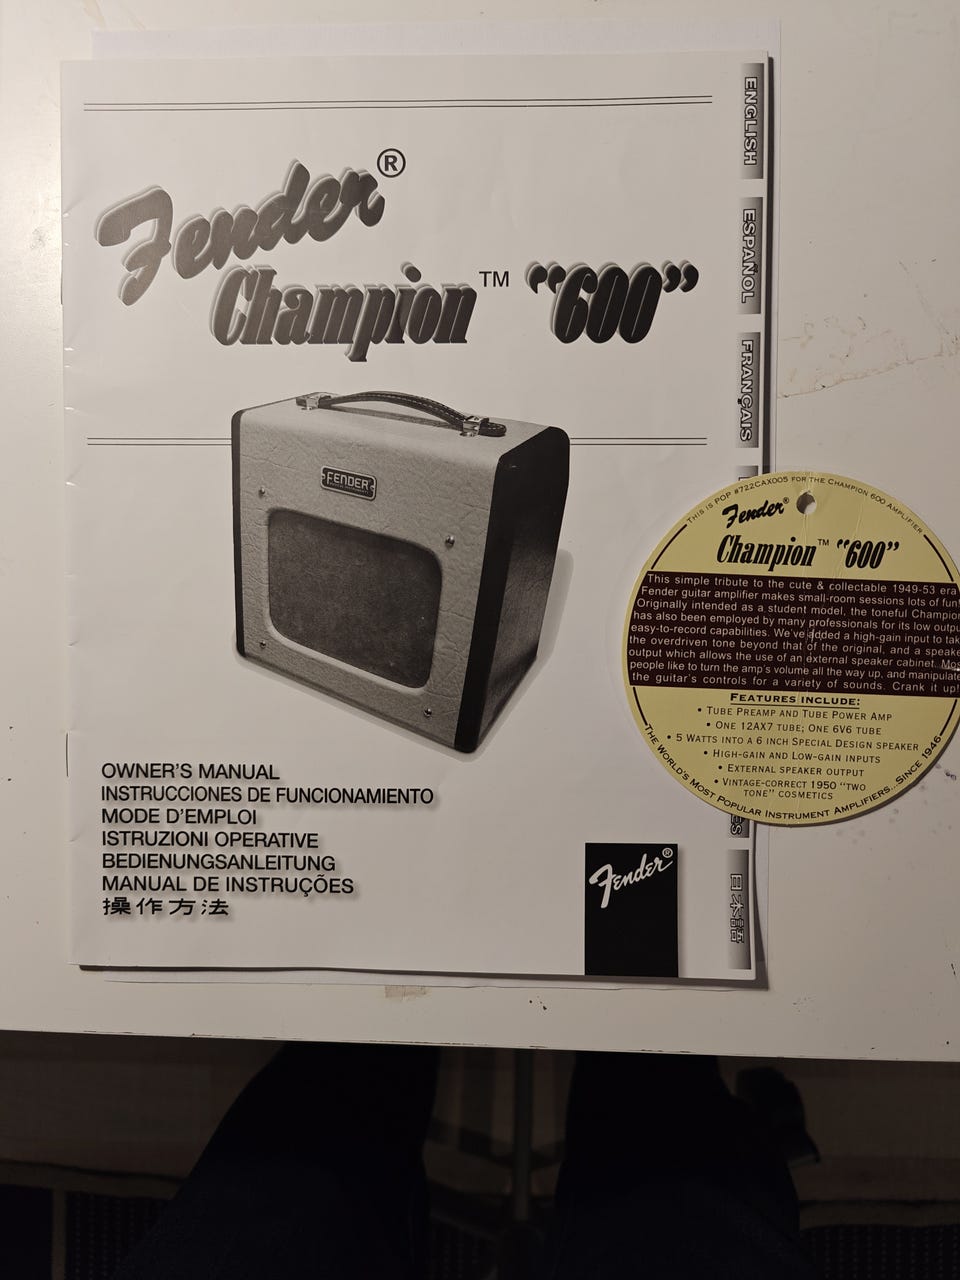 Fender®
Champion™ “600”
FENDER
OWNER'S MANUAL
INSTRUCCIONES DE FUNCIONAMIENTO
MODE D'EMPLOI
ISTRUZIONI OPERATIVE
BEDIENUNGSANLEITUNG
MANUAL DE INSTRUÇÕES
操作方法
Fender®
ENGLISH
ESPAÑOL
FRANÇAIS
日本語
THIS IS POP #722CAX005 FOR THE CHAMPION 600 AMPLIFIER
Fender®
Champion™ “600”
This simple tribute to the cute & collectable 1949-53 era
Fender guitar amplifier makes small-room sessions lots of fun!
Originally intended as a student model, the toneful Champion
has also been employed by many professionals for its low output
easy-to-record capabilities. We've added a high-gain input to take
the overdriven tone beyond that of the original, and a speaker
output which allows the use of an external speaker cabinet. Most
people like to turn the amp's volume all the way up, and manipulate
the guitar's controls for a variety of sounds. Crank it up!
FEATURES INCLUDE:
• TUBE PREAMP AND TUBE POWER AMP
• ONE 12AX7 TUBE; ONE 6V6 TUBE
• 5 WATTS INTO A 6 INCH SPECIAL DESIGN SPEAKER
• HIGH-GAIN AND LOW-GAIN INPUTS
• EXTERNAL SPEAKER OUTPUT
• VINTAGE-CORRECT 1950 “TWO
TONE” COSMETICS
THE WORLD'S MOST POPULAR INSTRUMENT AMPLIFIERS...SINCE 1946